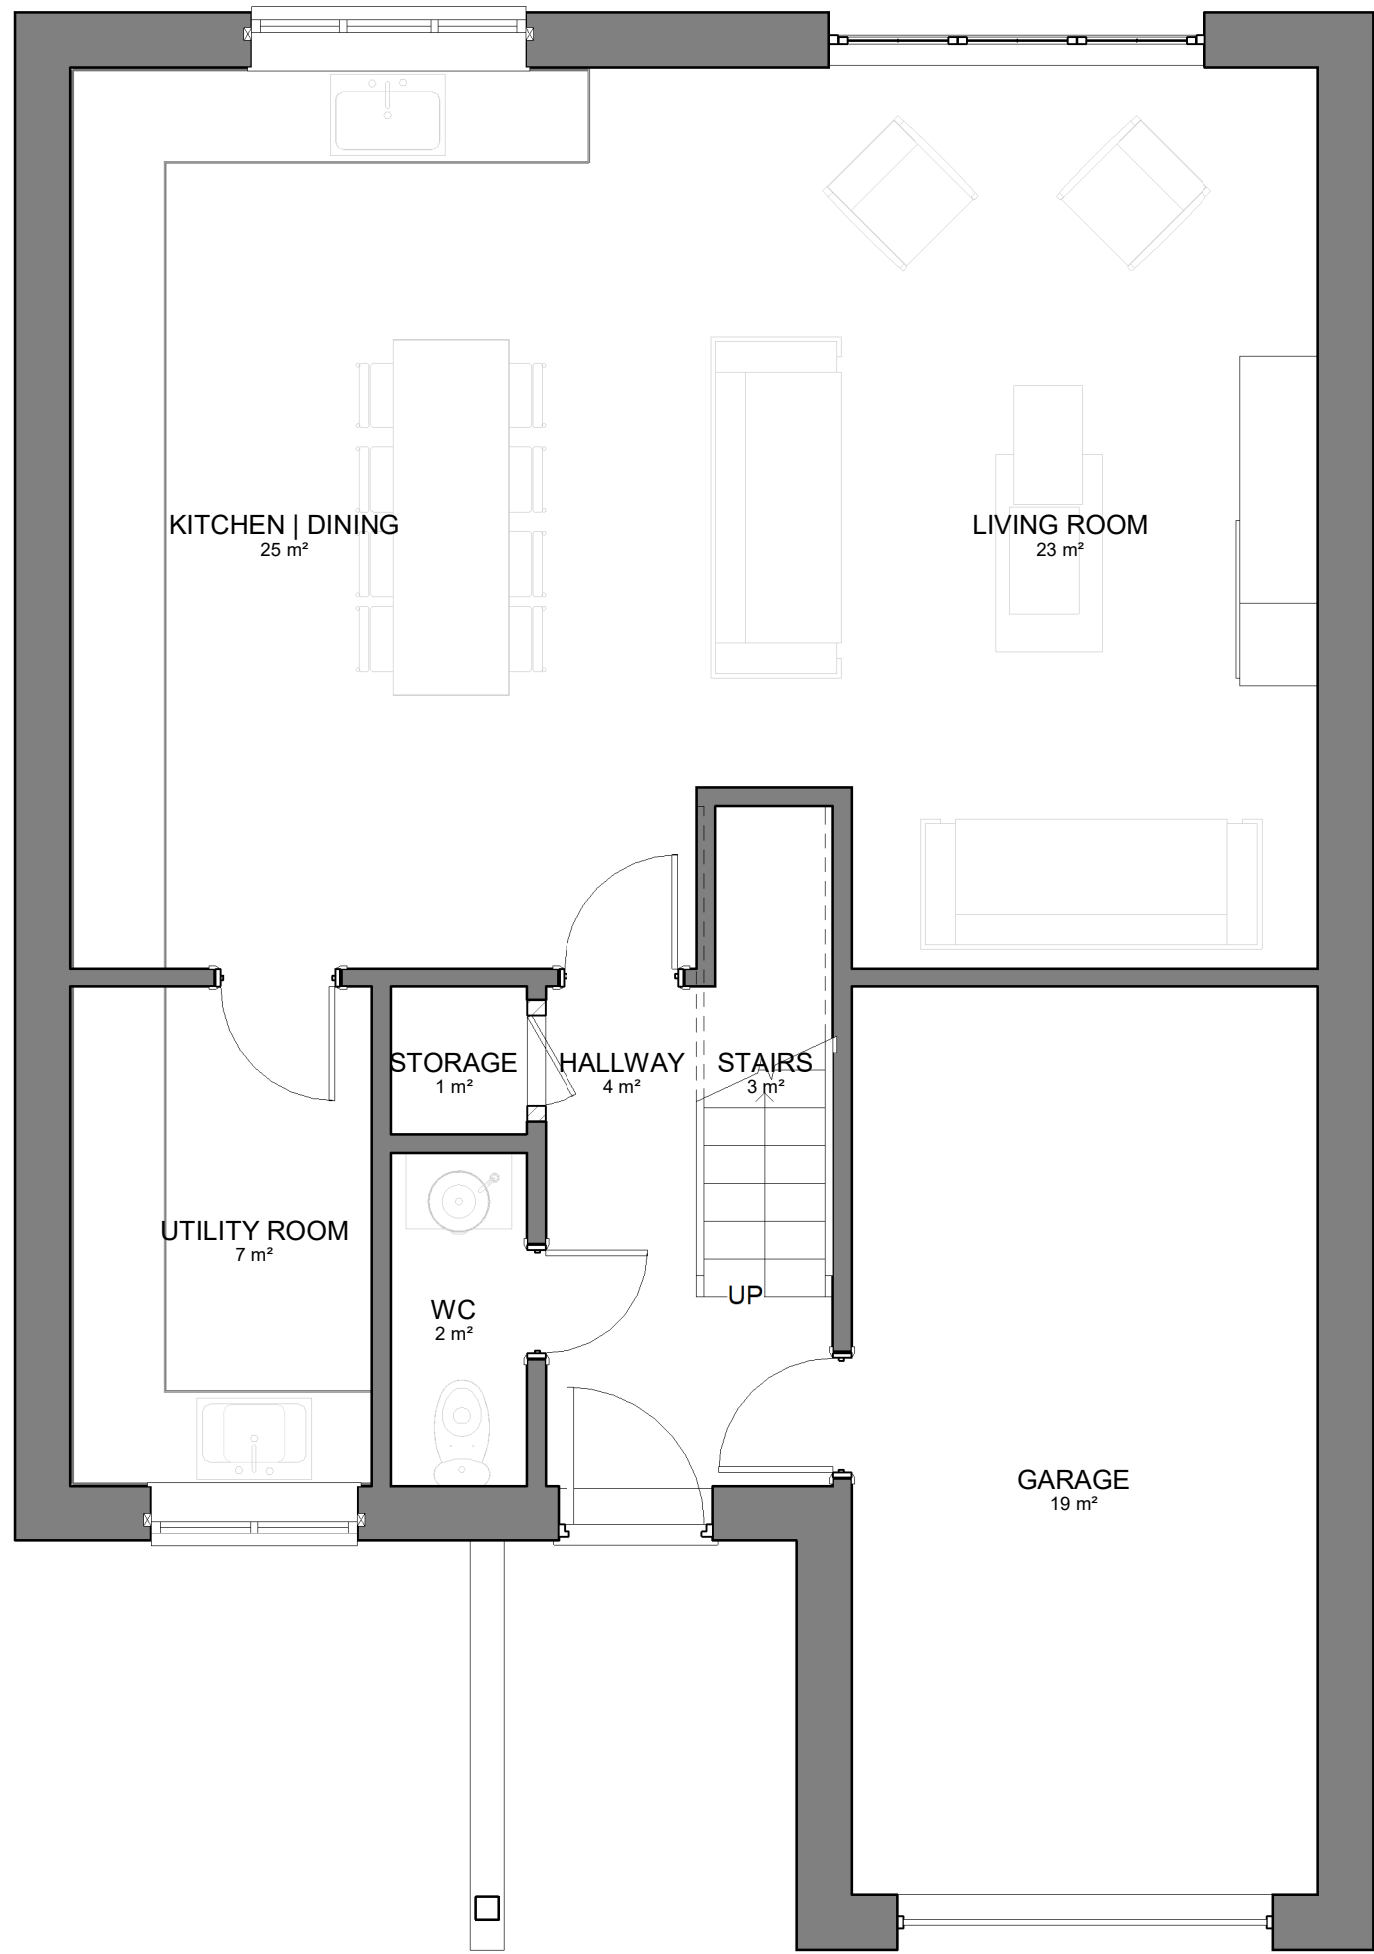 KITCHEN | DINING
25 m²
LIVING ROOM
23 m²
STORAGE
1 m²
HALLWAY
4 m²
STAIRS
3 m²
UTILITY ROOM
7 m²
WC
2 m²
UP
GARAGE
19 m²